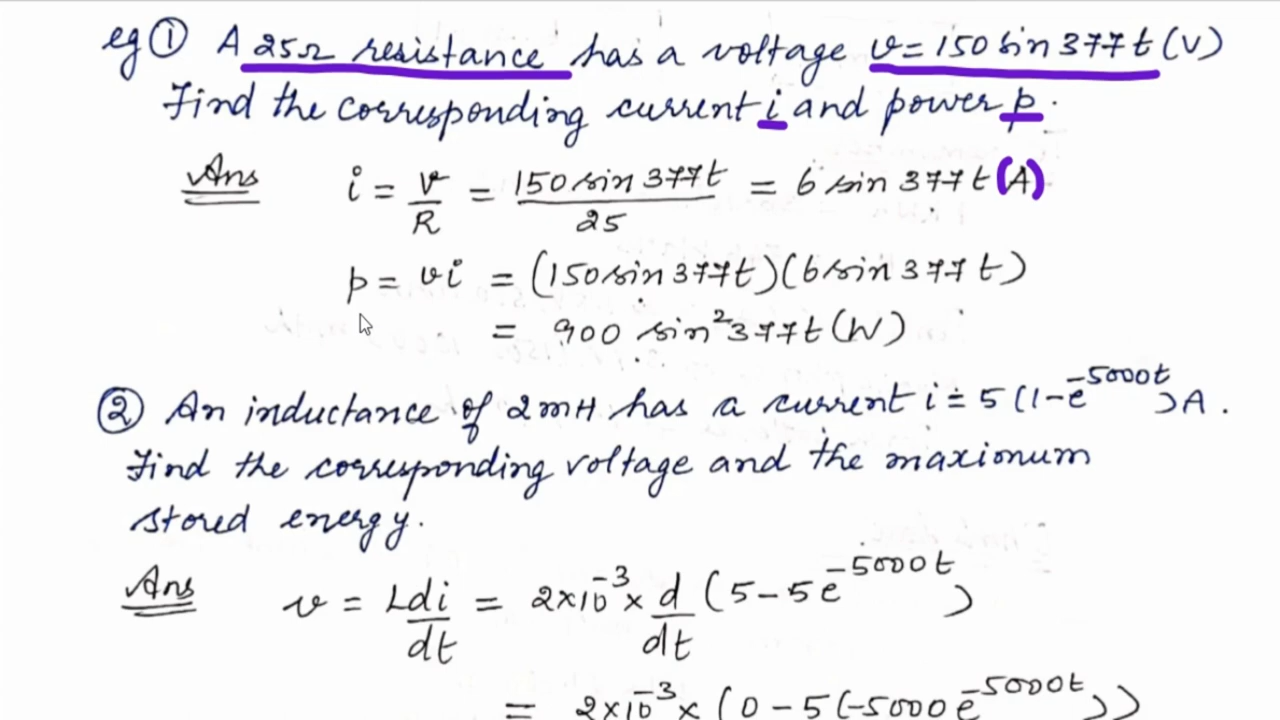 eg ① A 25Ω resistance has a voltage v = 150 sin 377t (V)
Find the corresponding current i and power p.
Ans i = v/R = 150 sin 377t / 25 = 6 sin 377t (A)
p = vi = (150 sin 377t)(6 sin 377t)
= 900 sin² 377t (W)
② An inductance of 2mH has a current i = 5(1-e^-5000t) A.
Find the corresponding voltage and the maximum
stored energy.
Ans v = L di/dt = 2×10^-3 × d/dt (5-5e^-5000t)
= 2×10^-3 × (0-5(-5000 e^-5000t))